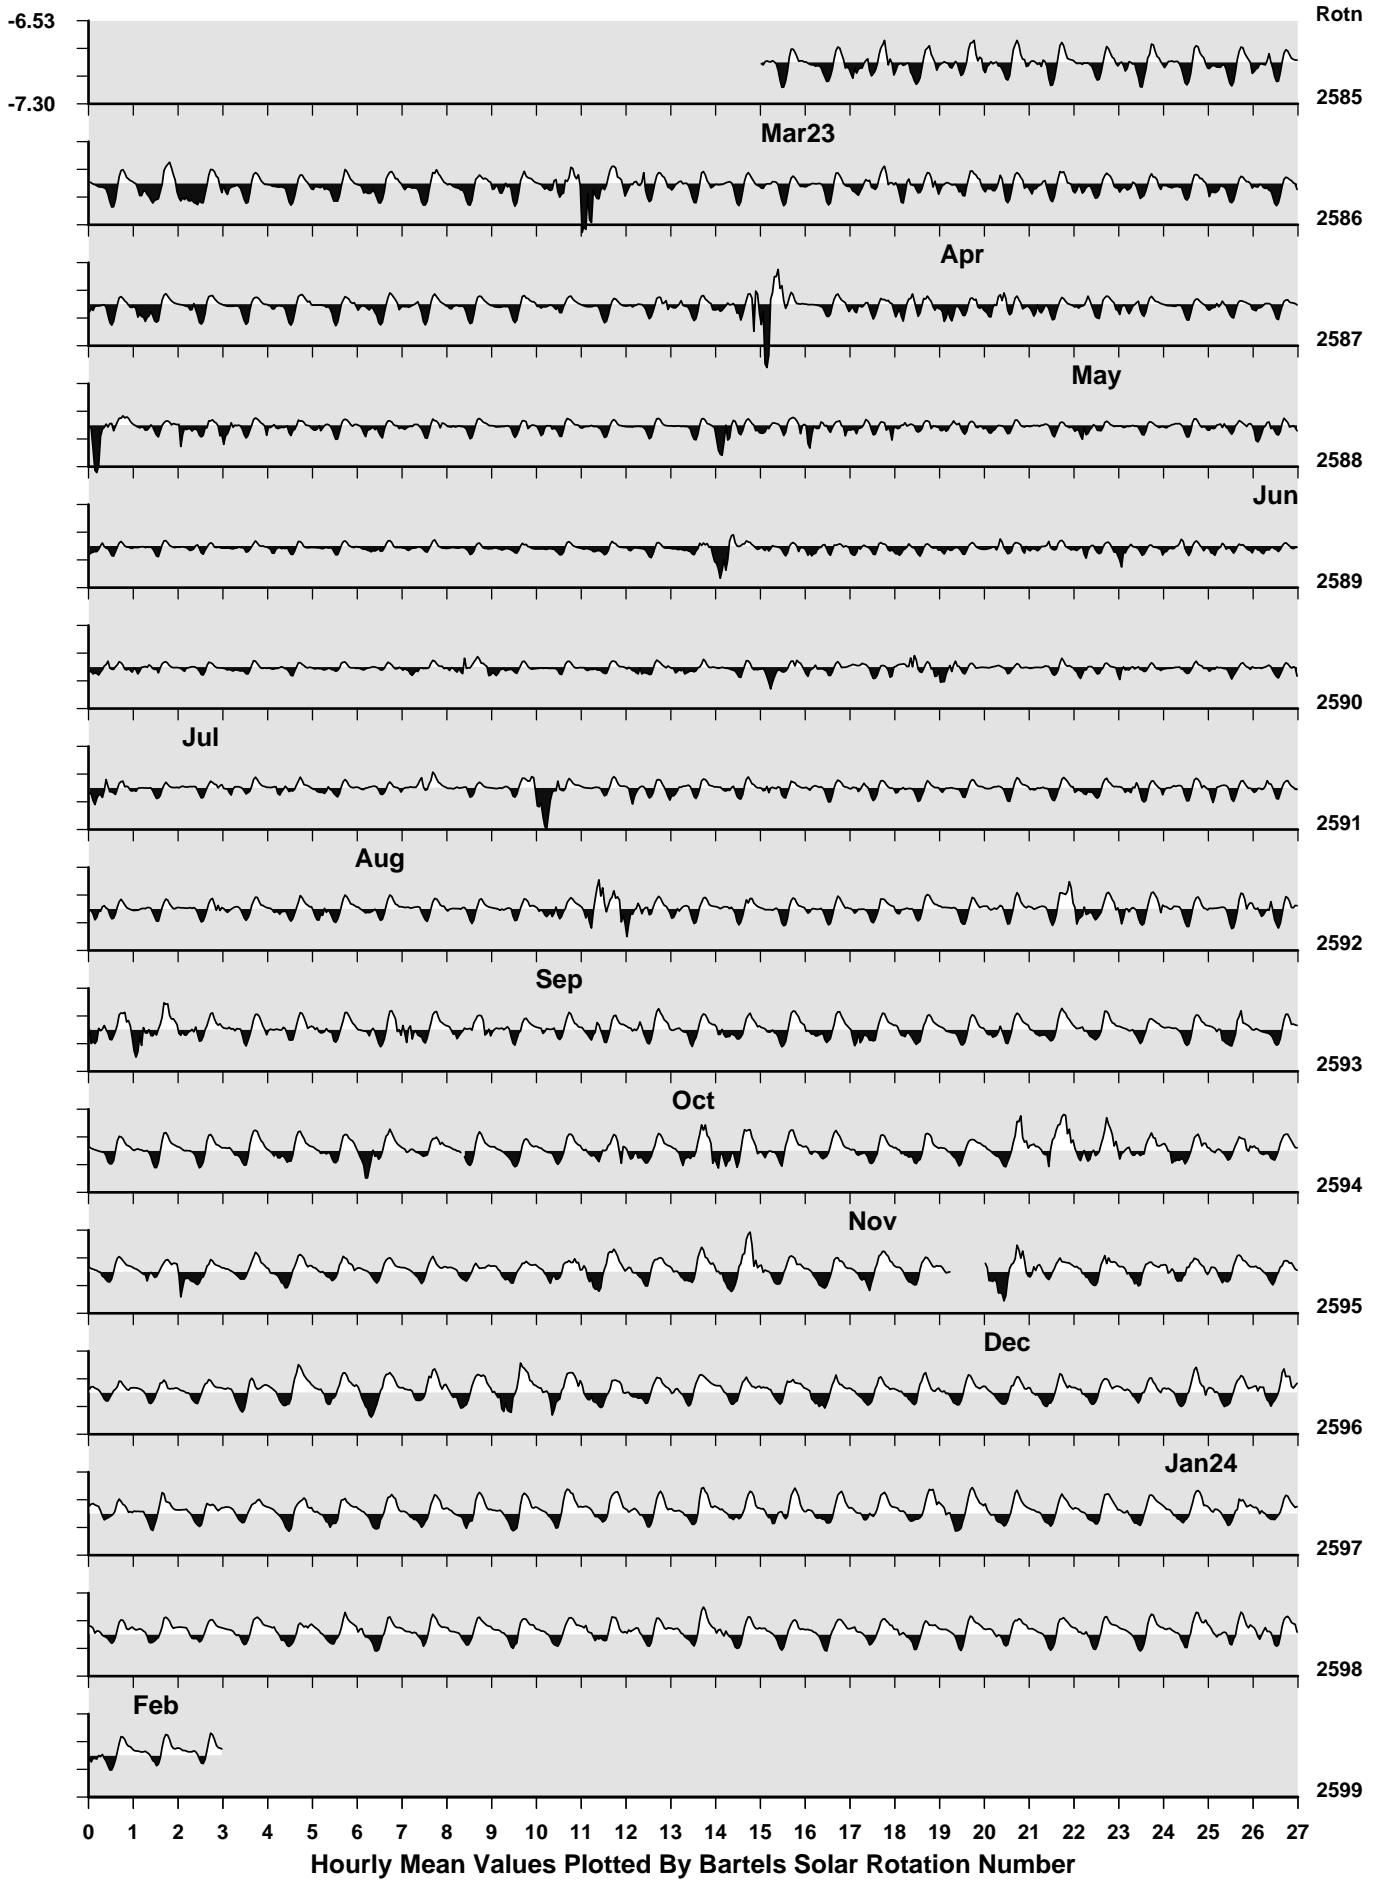 -6.53
Rotn
-7.30
2585
Mar23
2586
Apr
2587
May
2588
Jun
2589
2590
Jul
2591
Aug
2592
Sep
2593
Oct
2594
Nov
2595
Dec
2596
Jan24
2597
2598
Feb
2599
0 1 2 3 4 5 6 7 8 9 10 11 12 13 14 15 16 17 18 19 20 21 22 23 24 25 26 27
Hourly Mean Values Plotted By Bartels Solar Rotation Number